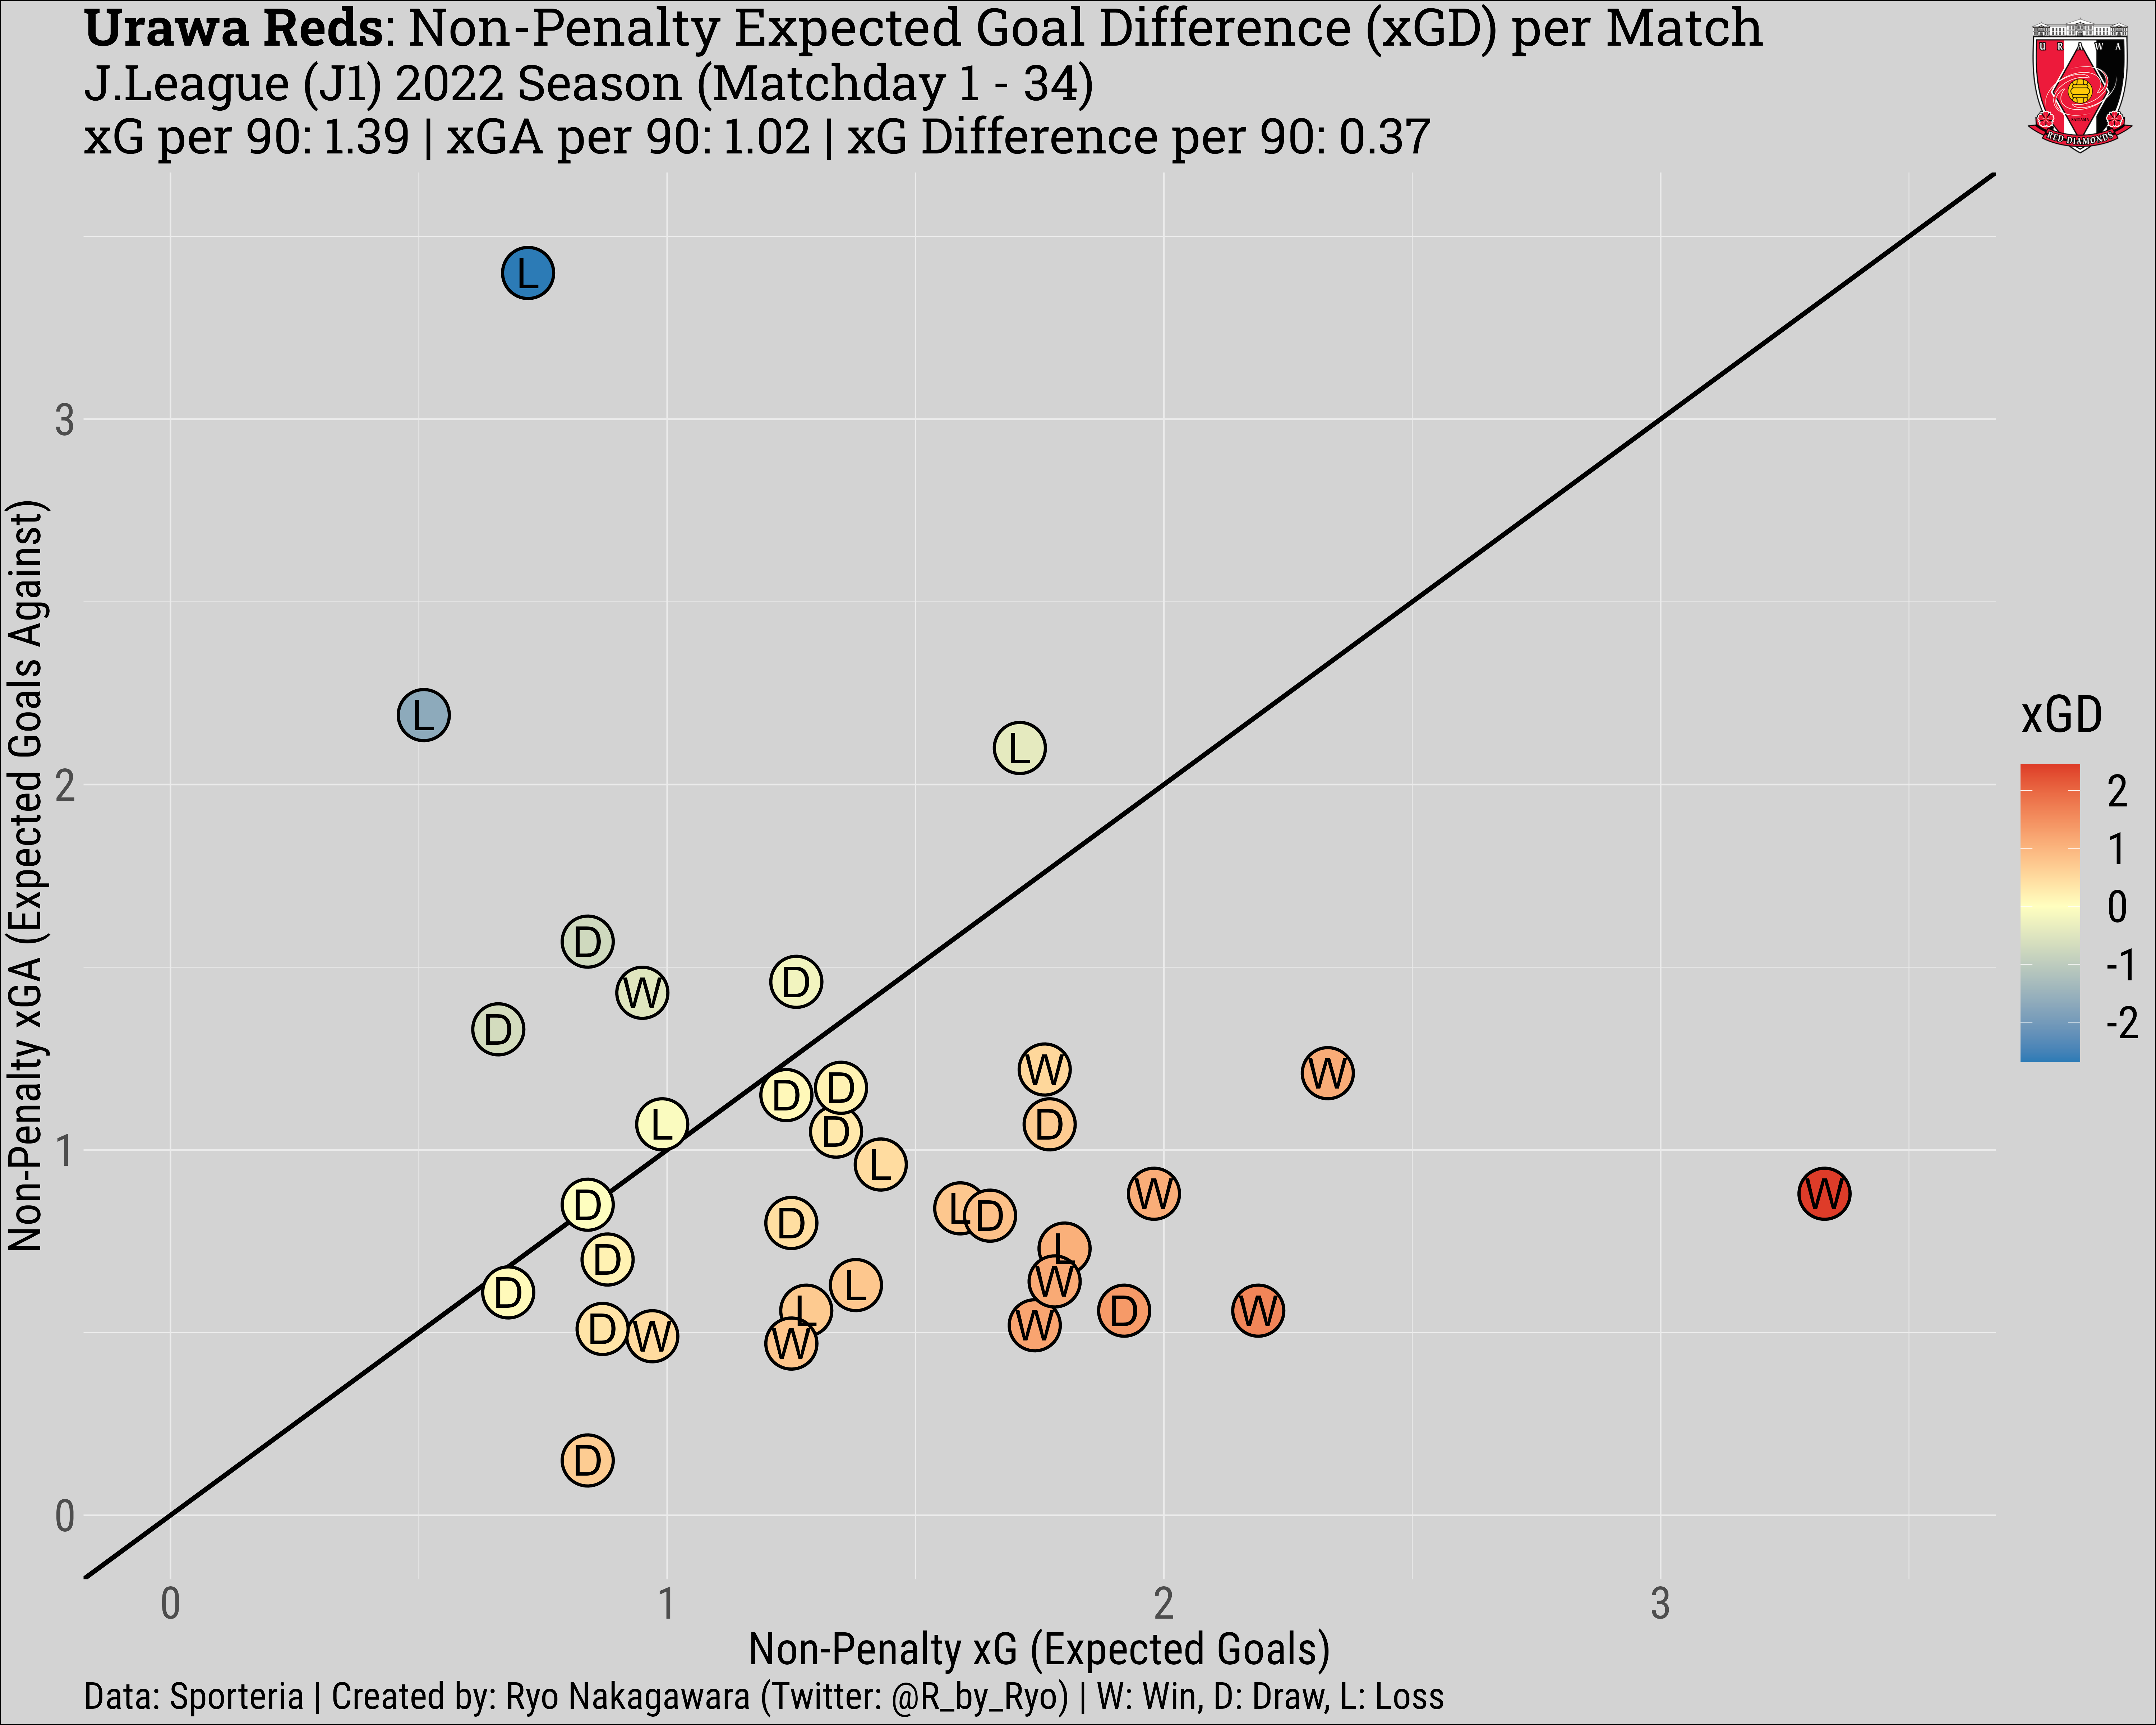 Urawa Reds: Non-Penalty Expected Goal Difference (xGD) per Match
J.League (J1) 2022 Season (Matchday 1 - 34)
xG per 90: 1.39 | xGA per 90: 1.02 | xG Difference per 90: 0.37
URAWA
RED DIAMONDS
Non-Penalty xGA (Expected Goals Against)
3
2
1
0
L
L
L
D
W
D
D
W
W
D
D
D
D
L
L
W
W
D
L
D
D
D
L
D
W
L
L
W
D
W
D
W
W
D
xGD
2
1
0
-1
-2
0
1
2
3
Non-Penalty xG (Expected Goals)
Data: Sporteria | Created by: Ryo Nakagawara (Twitter: @R_by_Ryo) | W: Win, D: Draw, L: Loss